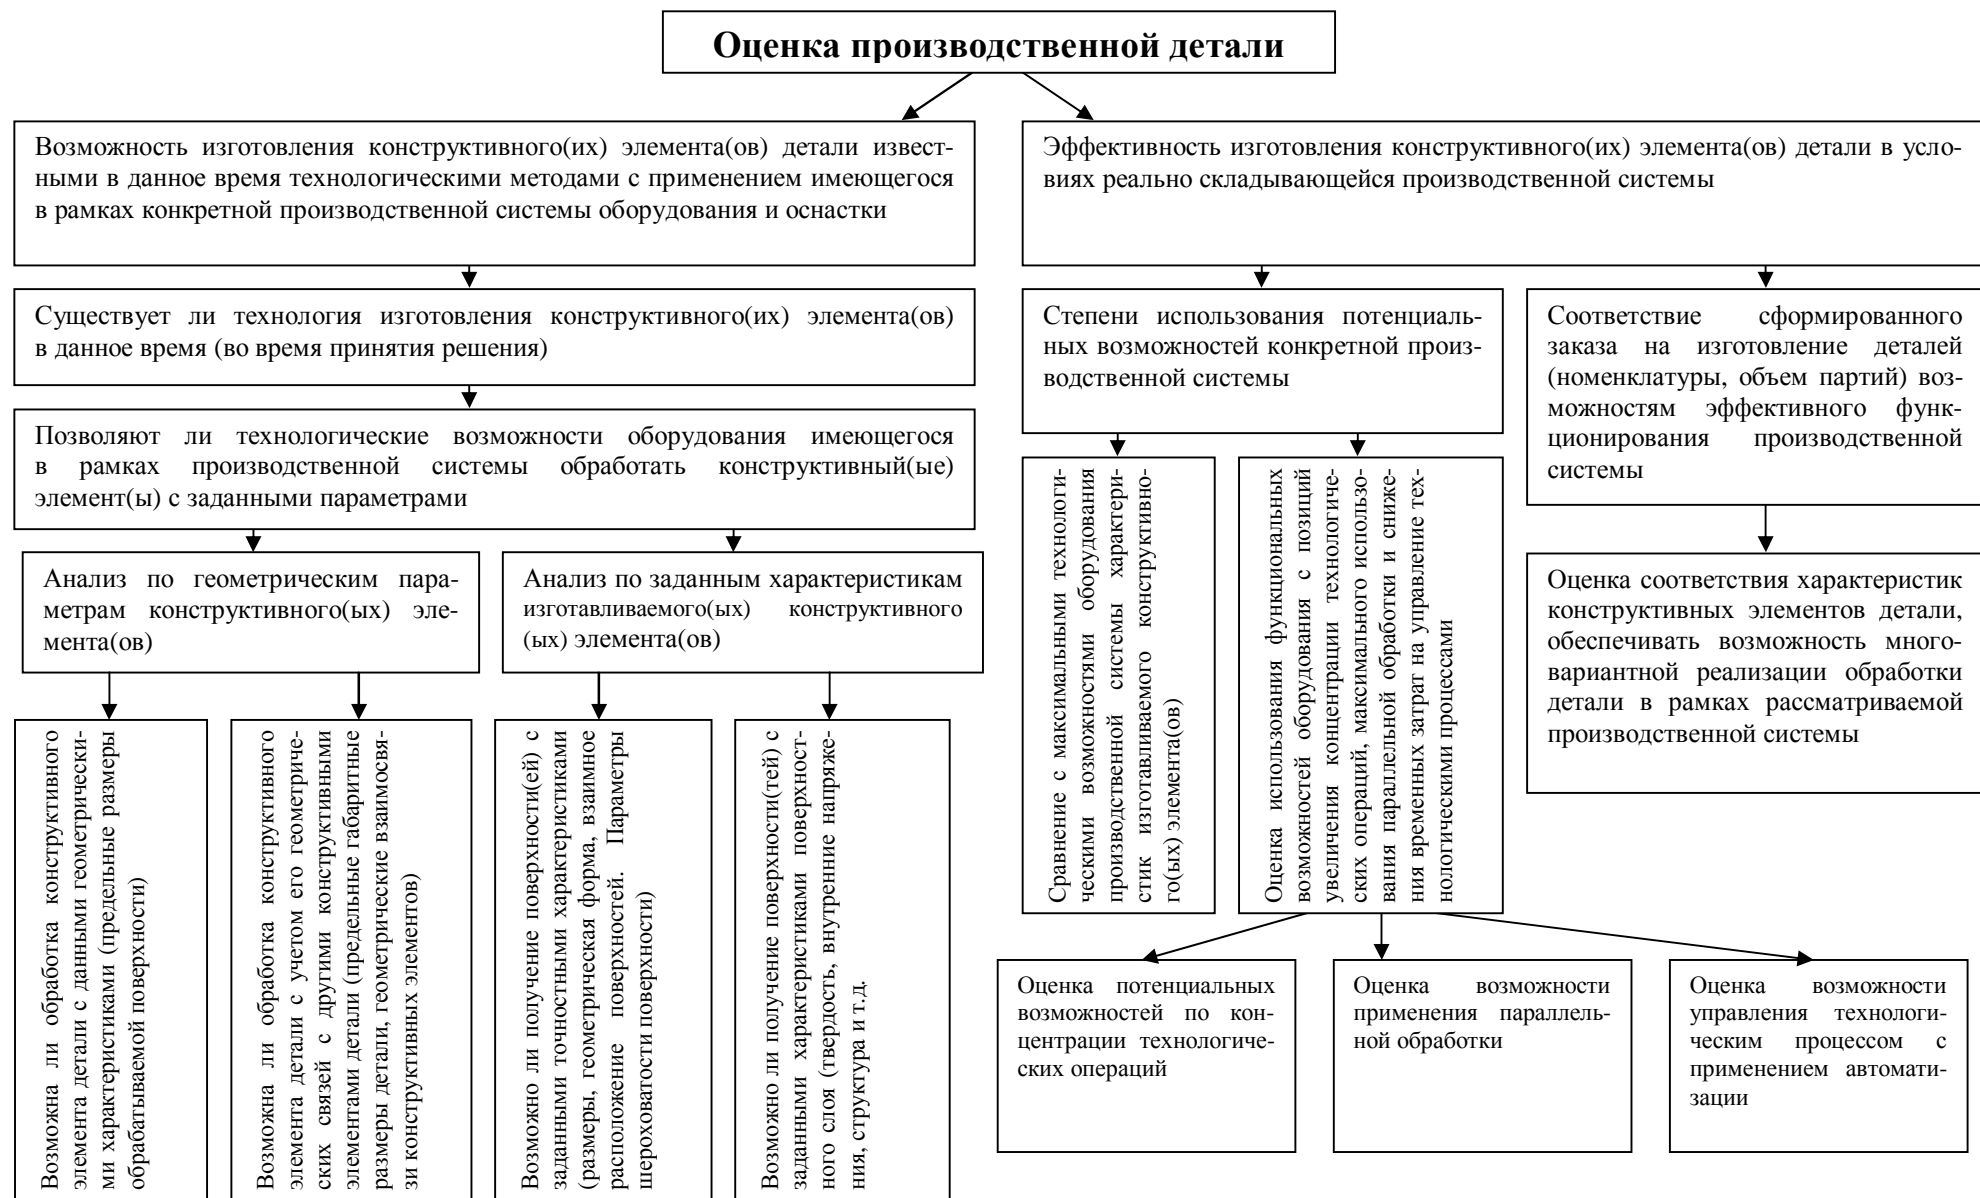 Оценка производственной детали
Возможность изготовления конструктивного(их) элемента(ов) детали извест-
ными в данное время технологическими методами с применением имеющегося
в рамках конкретной производственной системы оборудования и оснастки
Эффективность изготовления конструктивного(их) элемента(ов) детали в усло-
виях реально складывающейся производственной системы
Существует ли технология изготовления конструктивного(их) элемента(ов)
в данное время (во время принятия решения)
Степени использования потенциаль-
ных возможностей конкретной произ-
водственной системы
Соответствие сформированного
заказа на изготовление деталей
(номенклатуры, объем партий) воз-
можностям эффективного функ-
ционирования производственной
системы
Позволяют ли технологические возможности оборудования имеющегося
в рамках производственной системы обработать конструктивный(ые)
элемент(ы) с заданными параметрами
Анализ по геометрическим пара-
метрам конструктивного(ых) эле-
мента(ов)
Анализ по заданным характеристикам
изготавливаемого(ых) конструктивного
(ых) элемента(ов)
Сравнение с максимальными технологи-
ческими возможностями оборудования
производственной системы характери-
стик изготавливаемого конструктивно-
го(ых) элемента(ов)
Оценка использования функциональных
возможностей оборудования с позиций
увеличения концентрации технологиче-
ских операций, максимального использо-
вания параллельной обработки и сниже-
ния временных затрат на управление тех-
нологическими процессами
Оценка соответствия характеристик
конструктивных элементов детали,
обеспечивать возможность много-
вариантной реализации обработки
детали в рамках рассматриваемой
производственной системы
Возможна ли обработка конструктивного
элемента детали с данными геометрически-
ми характеристиками (предельные размеры
обрабатываемой поверхности)
Возможна ли обработка конструктивного
элемента детали с учетом его геометриче-
ских связей с другими конструктивными
элементами детали (предельные габаритные
размеры детали, геометрические взаимосвя-
зи конструктивных элементов)
Возможно ли получение поверхности(ей) с
заданными точностными характеристиками
(размеры, геометрическая форма, взаимное
расположение поверхностей. Параметры
шероховатости поверхности)
Возможно ли получение поверхности(тей) с
заданными характеристиками поверхност-
ного слоя (твердость, внутренние напряже-
ния, структура и т.д.
Оценка потенциальных
возможностей по кон-
центрации технологиче-
ских операций
Оценка возможности
применения параллель-
ной обработки
Оценка возможности
управления технологи-
ческим процессом с
применением автомати-
зации